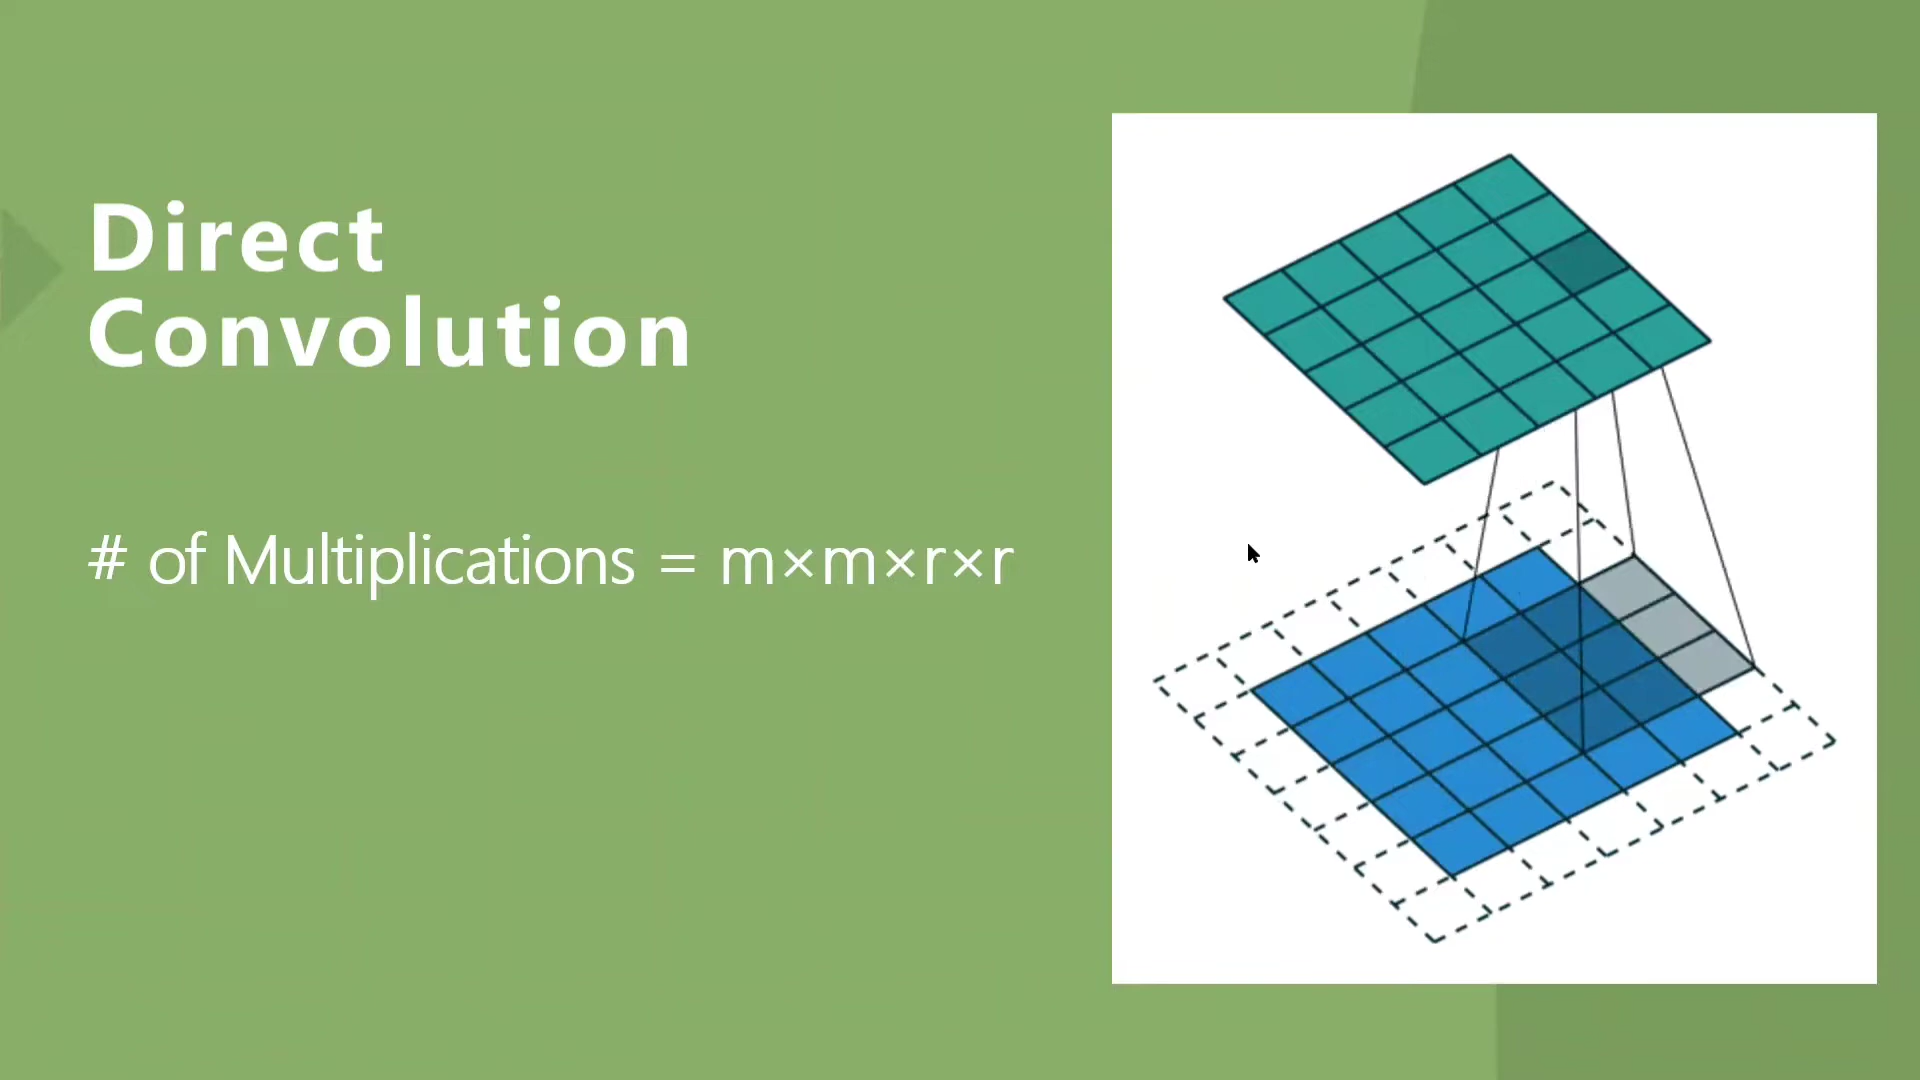 Direct
Convolution
# of Multiplications = m×m×r×r